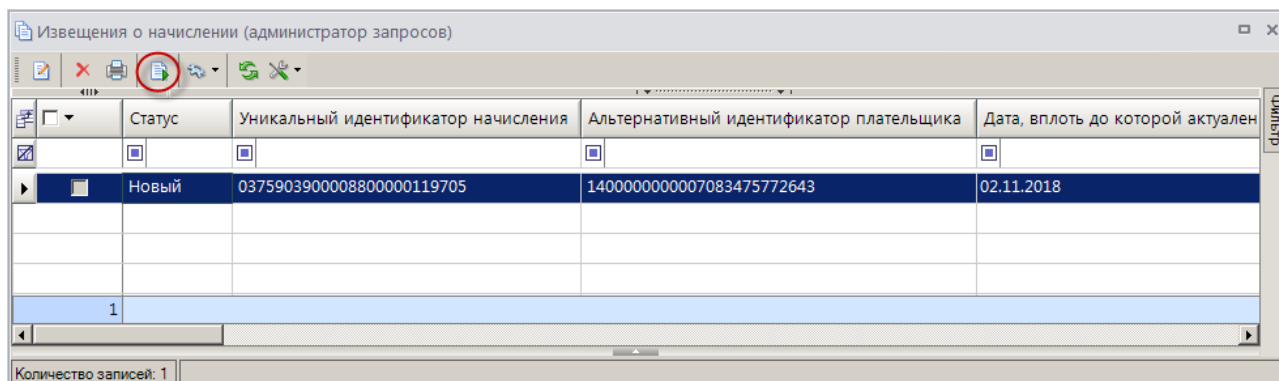 Извещения о начислении (администратор запросов)
Статус Уникальный идентификатор начисления Альтернативный идентификатор плательщика Дата, вплоть до которой актуален
Фильтр
Новый 0375903900008800000119705 1400000000007083475772643 02.11.2018
1
Количество записей: 1